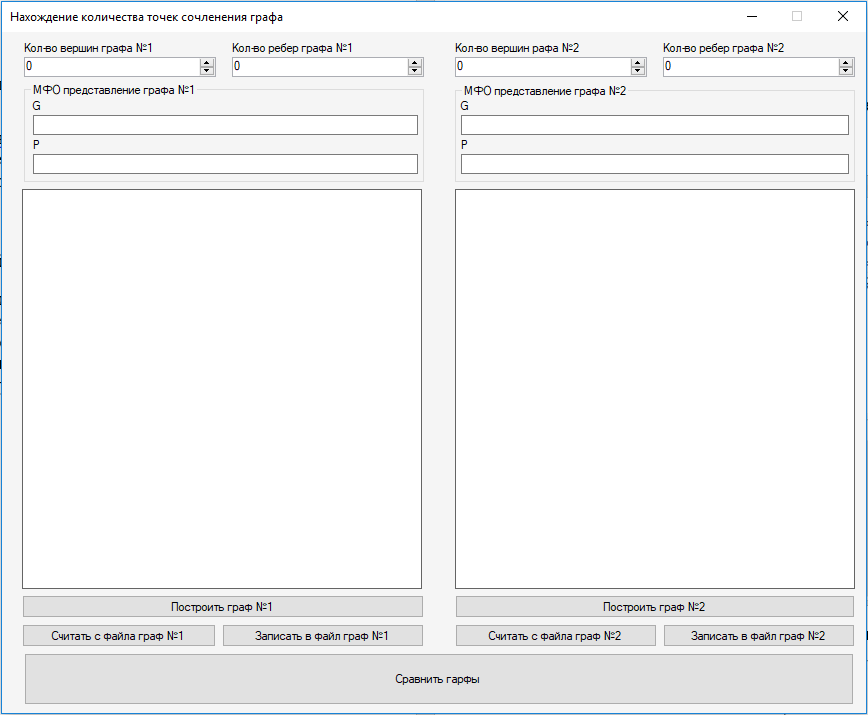 Нахождение количества точек сочленения графа
Кол-во вершин графа №1 Кол-во ребер графа №1 Кол-во вершин рафа №2 Кол-во ребер графа №2
0 0 0 0
МФО представление графа №1 МФО представление графа №2
G G
P P
Построить граф №1 Построить граф №2
Считать с файла граф №1 Записать в файл граф №1 Считать с файла граф №2 Записать в файл граф №2
Сравнить гарфы